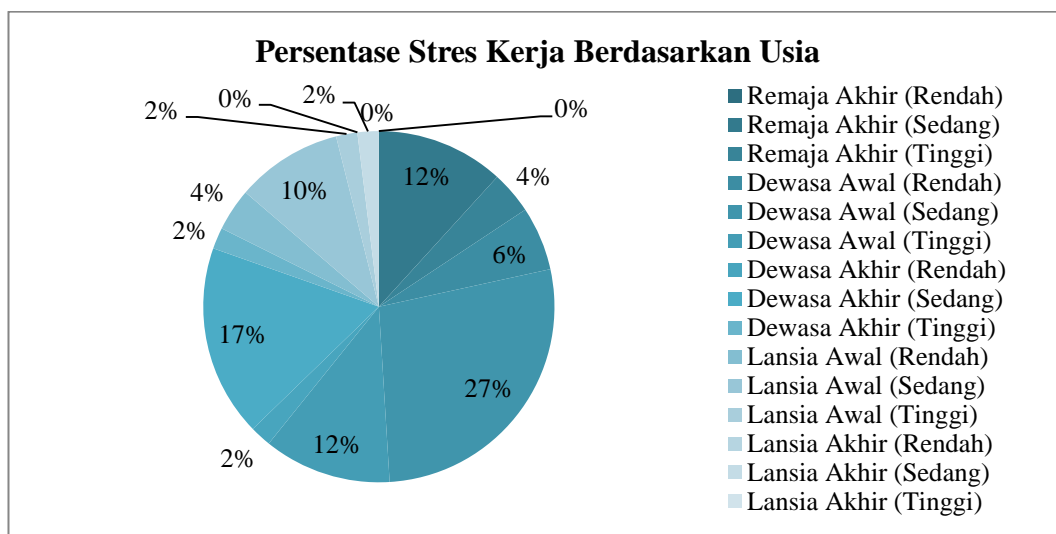 Persentase Stres Kerja Berdasarkan Usia
2%
0%
2%
0%
0%
12%
4%
6%
27%
12%
2%
17%
2%
4%
10%
Remaja Akhir (Rendah)
Remaja Akhir (Sedang)
Remaja Akhir (Tinggi)
Dewasa Awal (Rendah)
Dewasa Awal (Sedang)
Dewasa Awal (Tinggi)
Dewasa Akhir (Rendah)
Dewasa Akhir (Sedang)
Dewasa Akhir (Tinggi)
Lansia Awal (Rendah)
Lansia Awal (Sedang)
Lansia Awal (Tinggi)
Lansia Akhir (Rendah)
Lansia Akhir (Sedang)
Lansia Akhir (Tinggi)